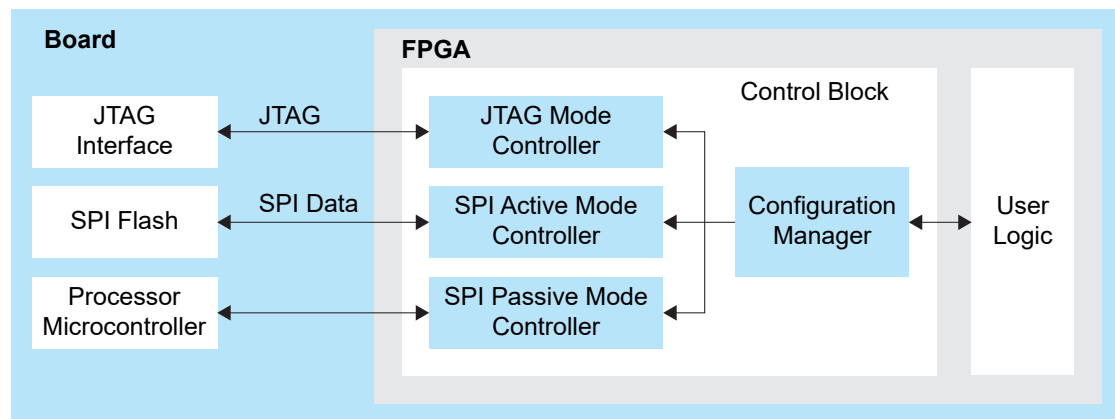 Board
FPGA
Control Block
JTAG
Interface
JTAG
JTAG Mode
Controller
SPI Flash
SPI Data
SPI Active Mode
Controller
Configuration
Manager
User
Logic
Processor
Microcontroller
SPI Passive Mode
Controller